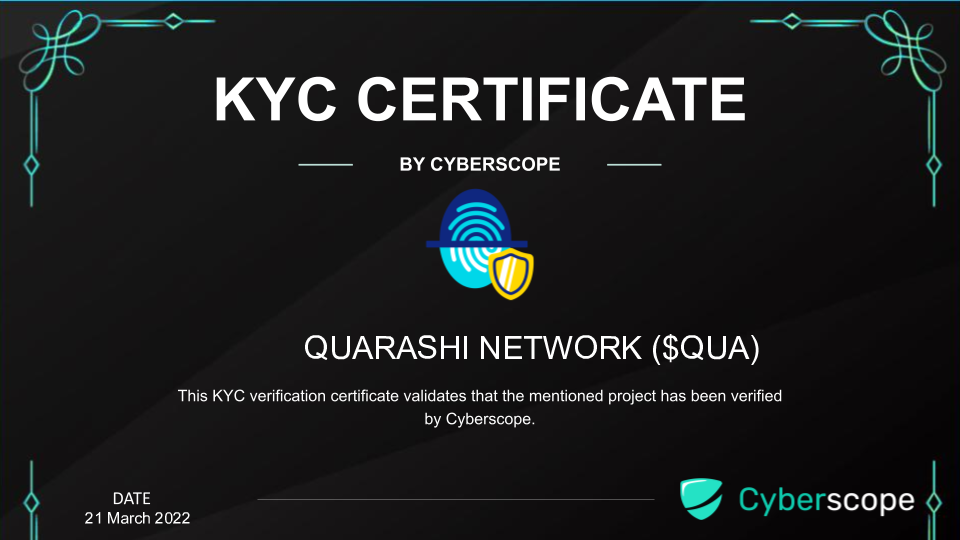 KYC CERTIFICATE
BY CYBERSCOPE
QUARASHI NETWORK ($QUA)
This KYC verification certificate validates that the mentioned project has been verified
by Cyberscope.
DATE
21 March 2022
Cyberscope